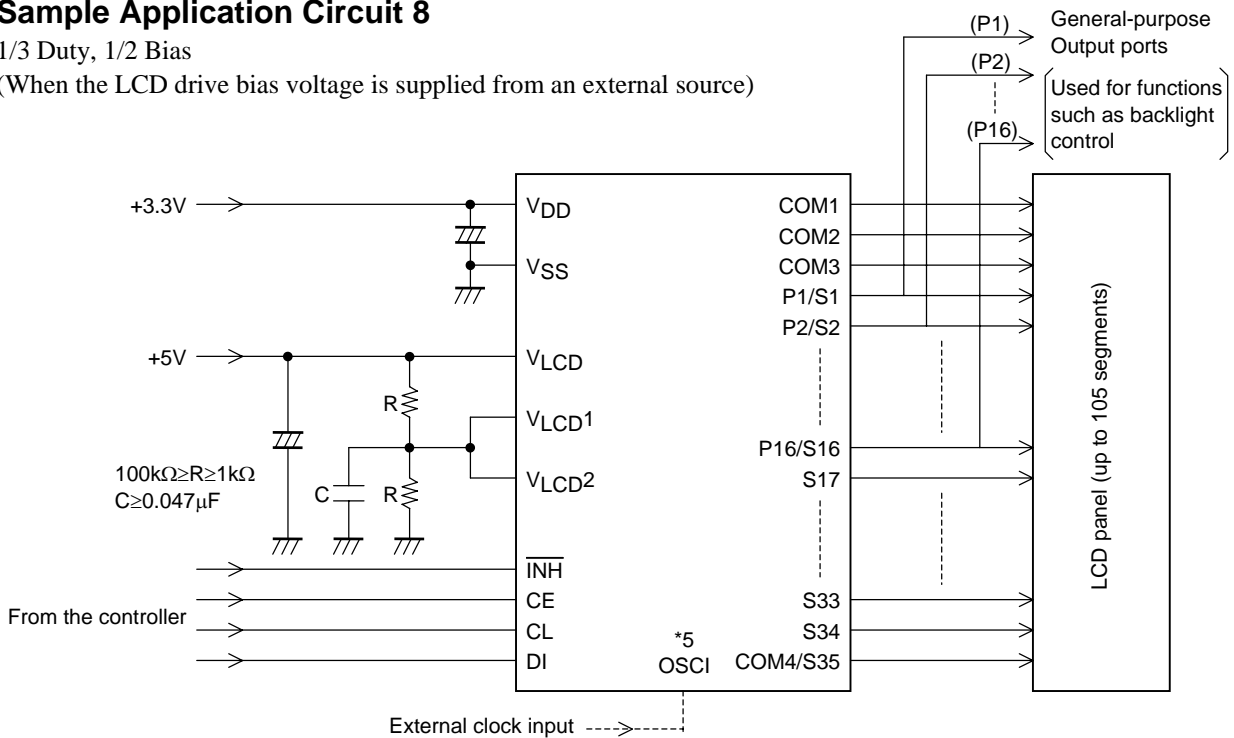 Sample Application Circuit 8
1/3 Duty, 1/2 Bias
(When the LCD drive bias voltage is supplied from an external source)
(P1)
General-purpose
Output ports
(P2)
Used for functions
such as backlight
control
(P16)
+3.3V
VDD
VSS
+5V
VLCD
R
VLCD1
VLCD2
100kΩ≥R≥1kΩ
C≥0.047μF
C
R
INH
CE
CL
DI
From the controller
*5
OSCI
External clock input
COM1
COM2
COM3
P1/S1
P2/S2
P16/S16
S17
S33
S34
COM4/S35
LCD panel (up to 105 segments)